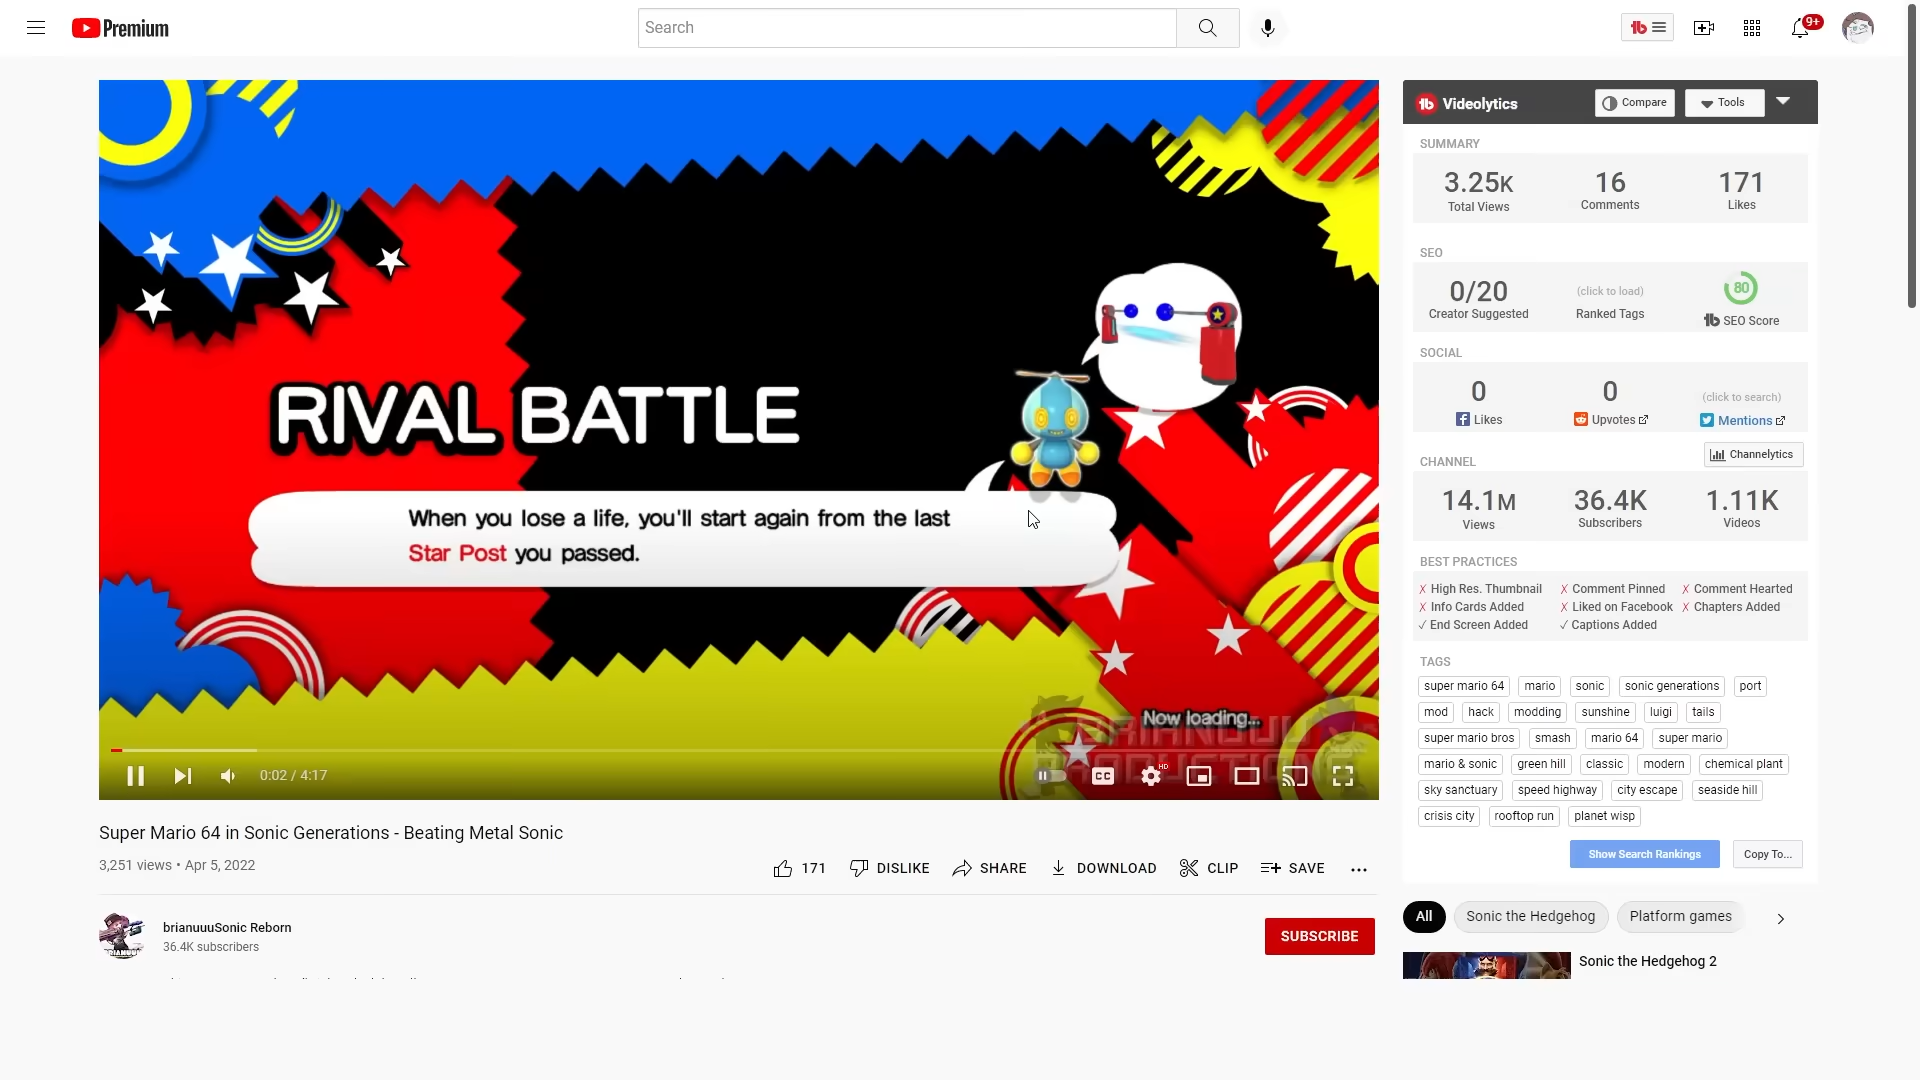 Premium
Search
9+
RIVAL BATTLE
When you lose a life, you'll start again from the last
Star Post you passed.
Now loading...
BRIANUUU
PRODUCTION
0:02 / 4:17
CC
HD
Super Mario 64 in Sonic Generations - Beating Metal Sonic
3,251 views • Apr 5, 2022
171
DISLIKE
SHARE
DOWNLOAD
CLIP
SAVE
brianuuuSonic Reborn
36.4K subscribers
SUBSCRIBE
Videolytics
Compare
Tools
SUMMARY
3.25K
16
171
Total Views
Comments
Likes
SEO
0/20
(click to load)
80
Creator Suggested
Ranked Tags
SEO Score
SOCIAL
0
0
(click to search)
Likes
Upvotes
Mentions
CHANNEL
Channelytics
14.1M
36.4K
1.11K
Views
Subscribers
Videos
BEST PRACTICES
✗ High Res. Thumbnail
✗ Comment Pinned
✗ Comment Hearted
✗ Info Cards Added
✗ Liked on Facebook
✗ Chapters Added
✓ End Screen Added
✓ Captions Added
TAGS
super mario 64 mario sonic sonic generations port
mod hack modding sunshine luigi tails
super mario bros smash mario 64 super mario
mario & sonic green hill classic modern chemical plant
sky sanctuary speed highway city escape seaside hill
crisis city rooftop run planet wisp
Show Search Rankings
Copy To...
All
Sonic the Hedgehog
Platform games
Sonic the Hedgehog 2